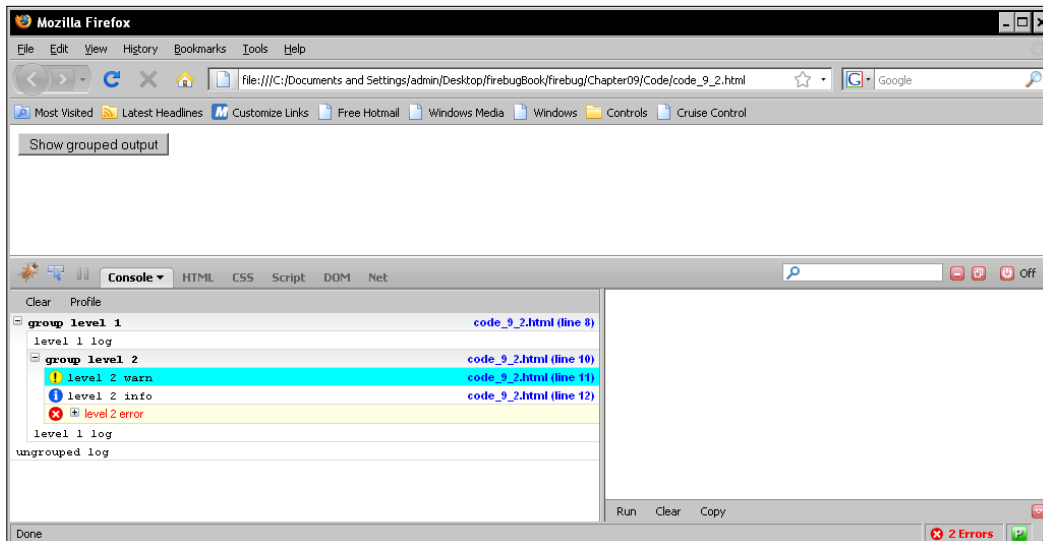 Mozilla Firefox
File Edit View History Bookmarks Tools Help
file:///C:/Documents and Settings/admin/Desktop/firebugBook/firebug/Chapter09/Code/code_9_2.html G Google
Most Visited Latest Headlines Customize Links Free Hotmail Windows Media Windows Controls Cruise Control
Show grouped output
Console HTML CSS Script DOM Net Off
Clear Profile
group level 1 code_9_2.html (line 8)
level 1 log
group level 2 code_9_2.html (line 10)
level 2 warn code_9_2.html (line 11)
level 2 info code_9_2.html (line 12)
level 2 error
level 1 log
ungrouped log
Run Clear Copy
Done 2 Errors